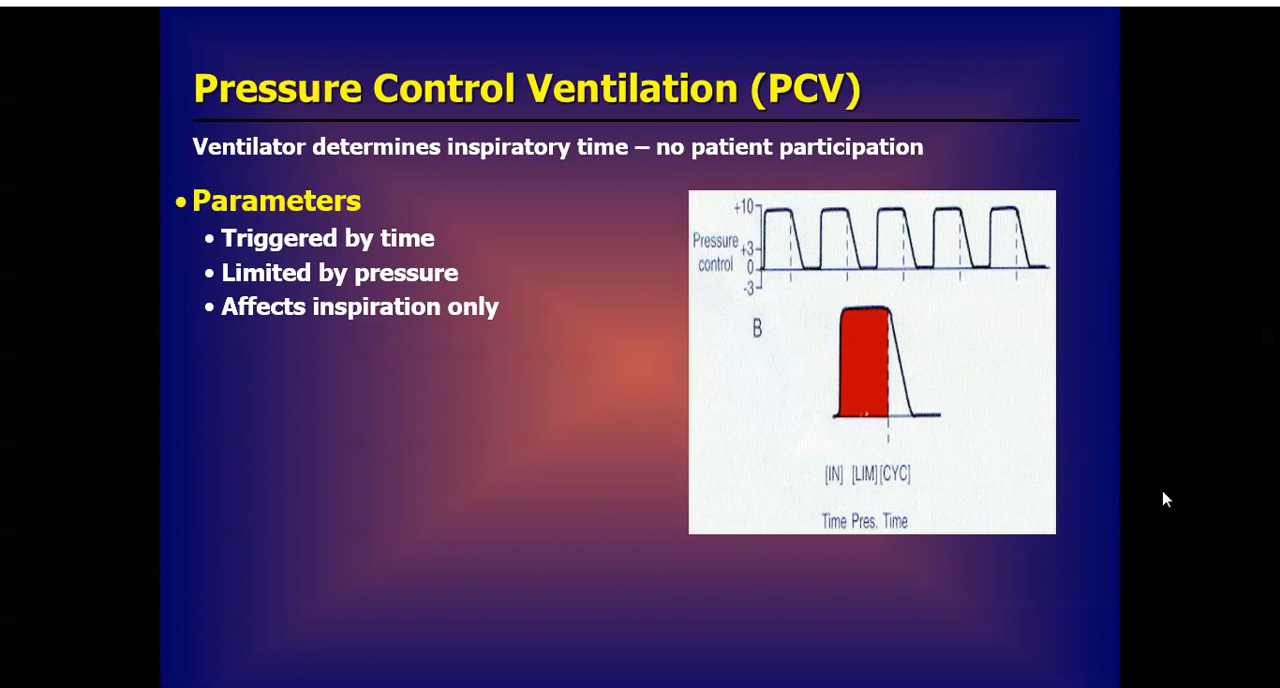 Pressure Control Ventilation (PCV)
Ventilator determines inspiratory time – no patient participation
• Parameters
• Triggered by time
• Limited by pressure
• Affects inspiration only
+10
Pressure
control
+3
0
-3
B
[IN] [LIM] [CYC]
Time Pres. Time